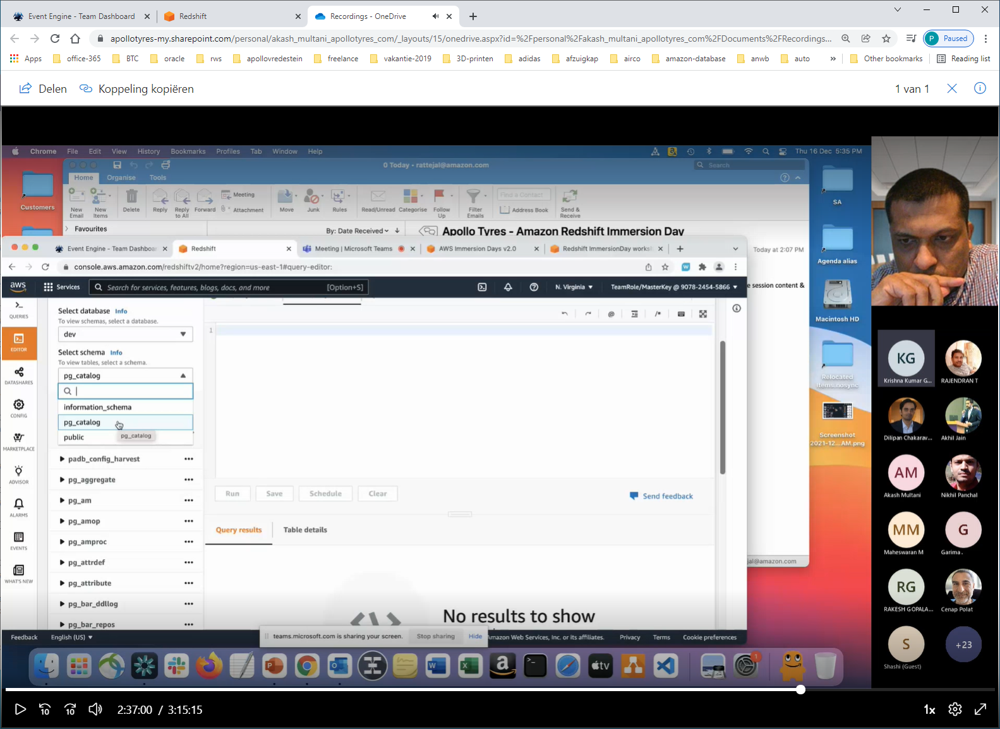 Event Engine - Team Dashboard
Redshift
Recordings - OneDrive
apollotyres-my.sharepoint.com/personal/akash_multani_apollotyres_com/_layouts/15/onedrive.aspx?id=%2Fpersonal%2Fakash_multani_apollotyres_com%2FDocuments%2FRecordings...
P Paused
Apps office-365 BTC oracle rws apollovredestein freelance vakantie-2019 3D-printen adidas afzuigkap airco amazon-database anwb auto » Other bookmarks Reading list
Delen Koppeling kopiëren 1 van 1
Chrome File Edit View History Bookmarks Profiles Tab Window Help Thu 16 Dec 5:35 PM
0 Today • rattejal@amazon.com
Search
Home Organise Tools
New Email
New Items
Delete
Reply
Reply to All
Forward
Meeting
Attachment
Move
Junk
Rules
Read/Unread
Categorise
Follow Up
Filter Emails
Find a Contact
Address Book
Send & Receive
Customers
Favourites
By: Date Received
Apollo Tyres - Amazon Redshift Immersion Day
Today at 2:07 PM
e session content &
jal@amazon.com
SA
Agenda alias
Macintosh HD
Relocated Items.nosync
Screenshot
2021-12...AM.png
Event Engine - Team Dashboar
Redshift
Meeting | Microsoft Teams
AWS Immersion Days v2.0
Redshift ImmersionDay works
console.aws.amazon.com/redshiftv2/home?region=us-east-1#query-editor:
aws Services
Search for services, features, blogs, docs, and more [Option+S]
N. Virginia
TeamRole/MasterKey @ 9078-2454-5866
QUERIES
EDITOR
DATASHARES
CONFIG
MARKETPLACE
ADVISOR
ALARMS
EVENTS
WHAT'S NEW
Select database Info
To view schemas, select a database.
dev
Select schema Info
To view tables, select a schema.
pg_catalog
information_schema
pg_catalog
public
pg_catalog
padb_config_harvest
pg_aggregate
pg_am
pg_amop
pg_amproc
pg_attrdef
pg_attribute
pg_bar_ddllog
pg_bar_repos
1
Run Save Schedule Clear
Send feedback
Query results Table details
No results to show
Feedback English (US)
teams.microsoft.com is sharing your screen. Stop sharing Hide
Amazon Web Services, Inc. or its affiliates. Privacy Terms Cookie preferences
tv
1
KG
Krishna Kumar G...
RAJENDRAN T
Dilipan Chakarav...
Akhil Jain
AM
Akash Multani
Nikhil Panchal
MM
Maheswaran M
G
Garima .
RG
RAKESH GOPALA...
Cenap Polat
S
Shashi (Guest)
+23
10 10 2:37:00 / 3:15:15 1x